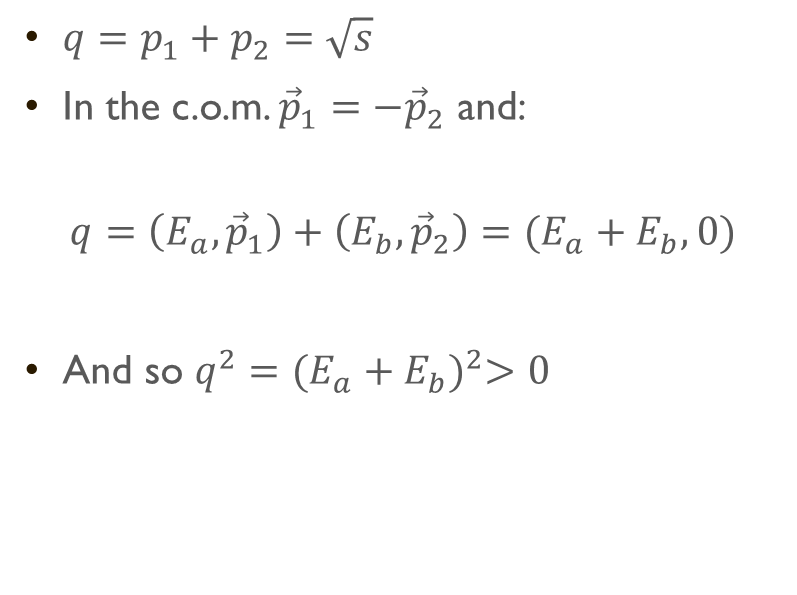 • q = p₁ + p₂ = √s
• In the c.o.m. p⃗₁ = −p⃗₂ and:
q = (Eₐ, p⃗₁) + (E_b, p⃗₂) = (Eₐ + E_b, 0)
• And so q² = (Eₐ + E_b)² > 0